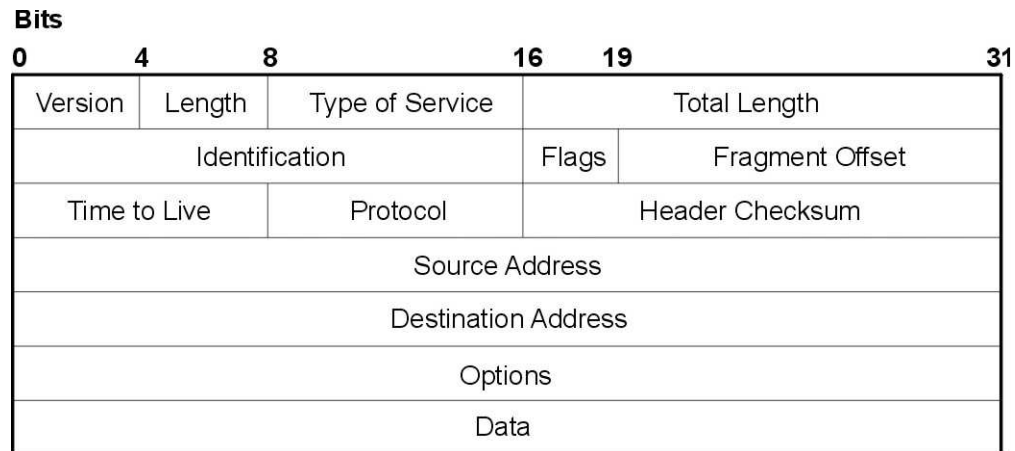 Bits
0 4 8 16 19 31
Version Length Type of Service Total Length
Identification Flags Fragment Offset
Time to Live Protocol Header Checksum
Source Address
Destination Address
Options
Data